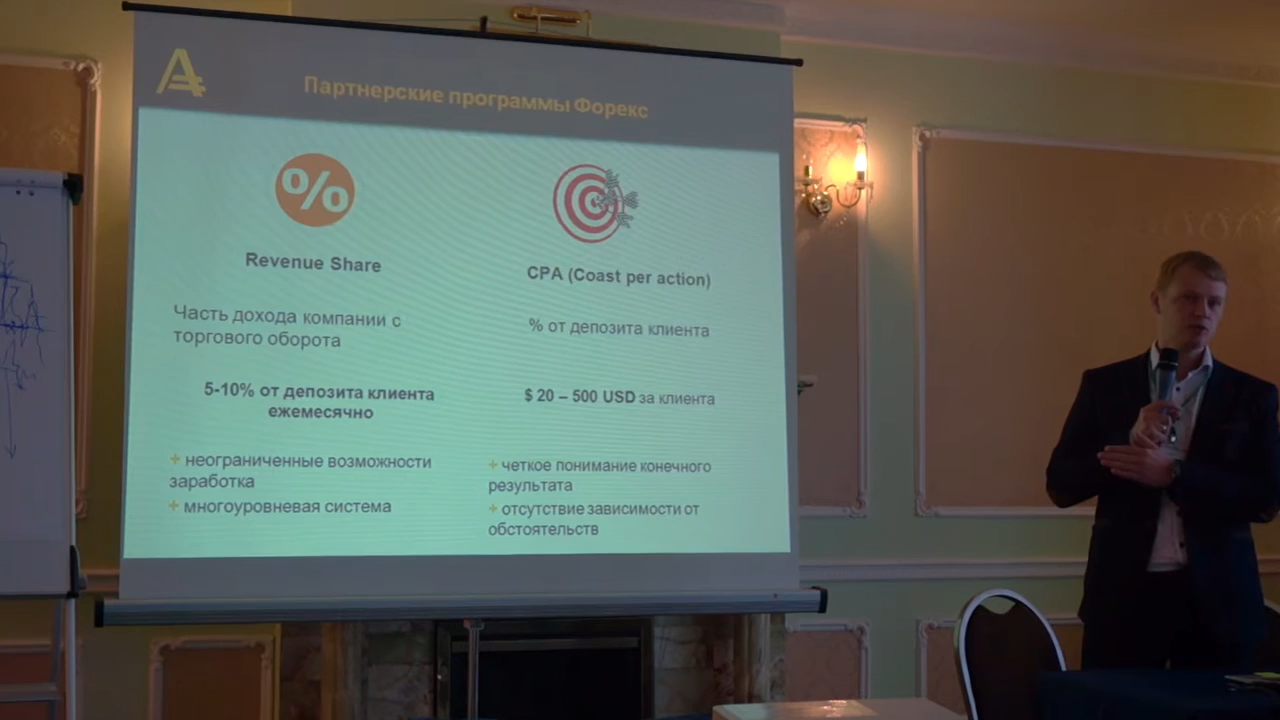 Партнерские программы Форекс
%
Revenue Share
Часть дохода компании с
торгового оборота
5-10% от депозита клиента
ежемесячно
+ неограниченные возможности
заработка
+ многоуровневая система
CPA (Coast per action)
% от депозита клиента
$ 20 – 500 USD за клиента
+ четкое понимание конечного
результата
+ отсутствие зависимости от
обстоятельств